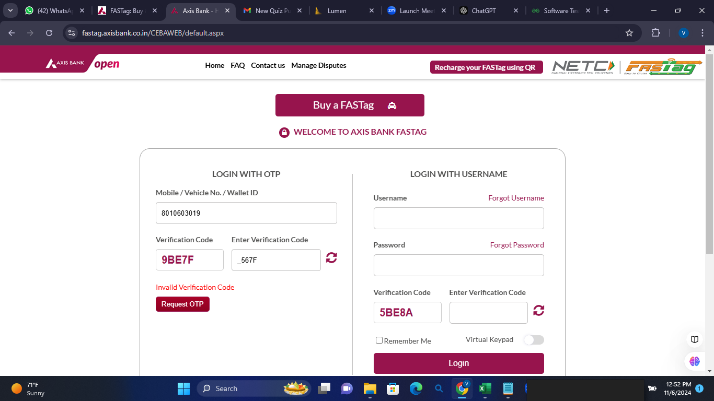 (42) WhatsA
FASTag: Buy
Axis Bank - 
New Quiz P
Lumen
Launch Mee
ChatGPT
Software Te
fastag.axisbank.co.in/CEBAWEB/default.aspx
AXIS BANK open
Home FAQ Contact us Manage Disputes
Recharge your FASTag using QR
NETC FASTag
Buy a FASTag
WELCOME TO AXIS BANK FASTAG
LOGIN WITH OTP
Mobile / Vehicle No. / Wallet ID
8010603019
Verification Code Enter Verification Code
9BE7F _567F
Invalid Verification Code
Request OTP
LOGIN WITH USERNAME
Username Forgot Username
Password Forgot Password
Verification Code Enter Verification Code
5BE8A
Remember Me Virtual Keypad
Login
71°F
Sunny
Search
12:52 PM
11/6/2024